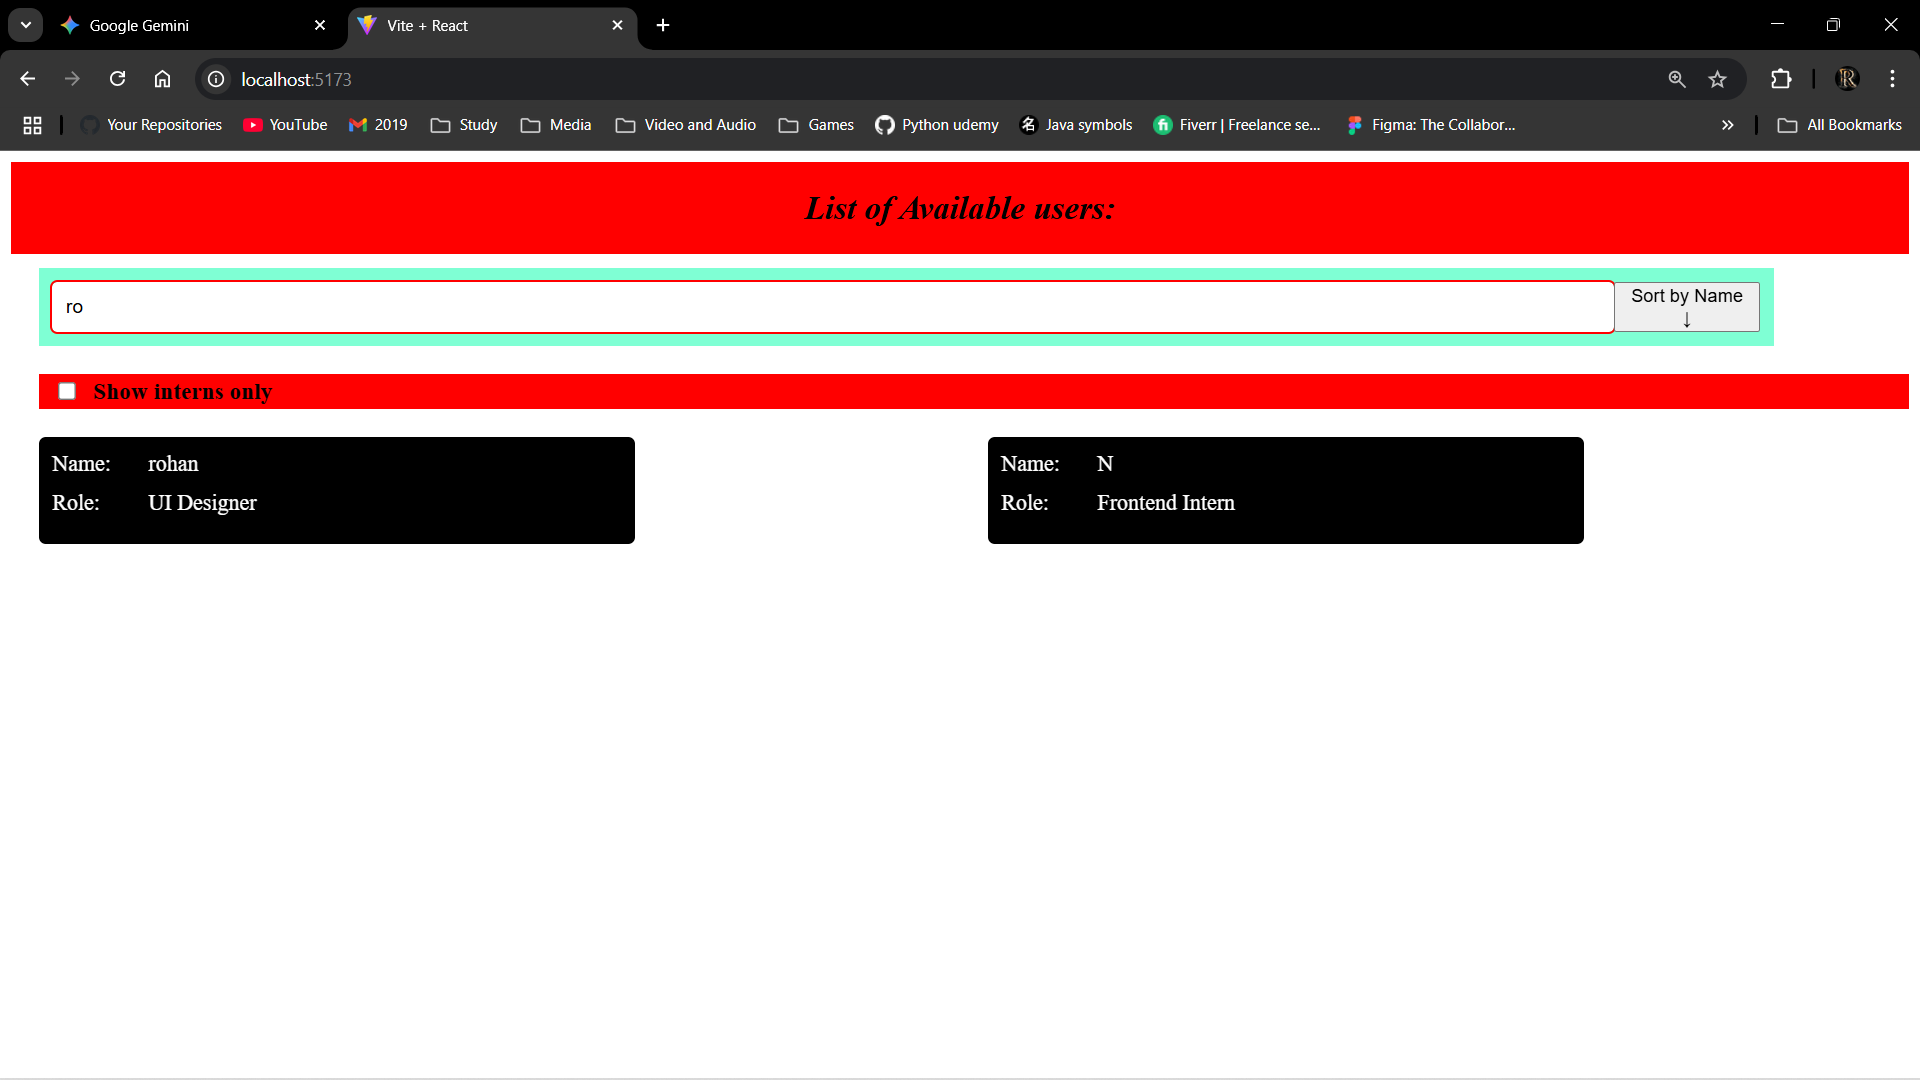 Google Gemini
Vite + React
localhost:5173
Your Repositories
YouTube
2019
Study
Media
Video and Audio
Games
Python udemy
Java symbols
Fiverr | Freelance se...
Figma: The Collabor...
All Bookmarks
List of Available users:
ro
Sort by Name
↓
Show interns only
Name: rohan
Role: UI Designer
Name: N
Role: Frontend Intern